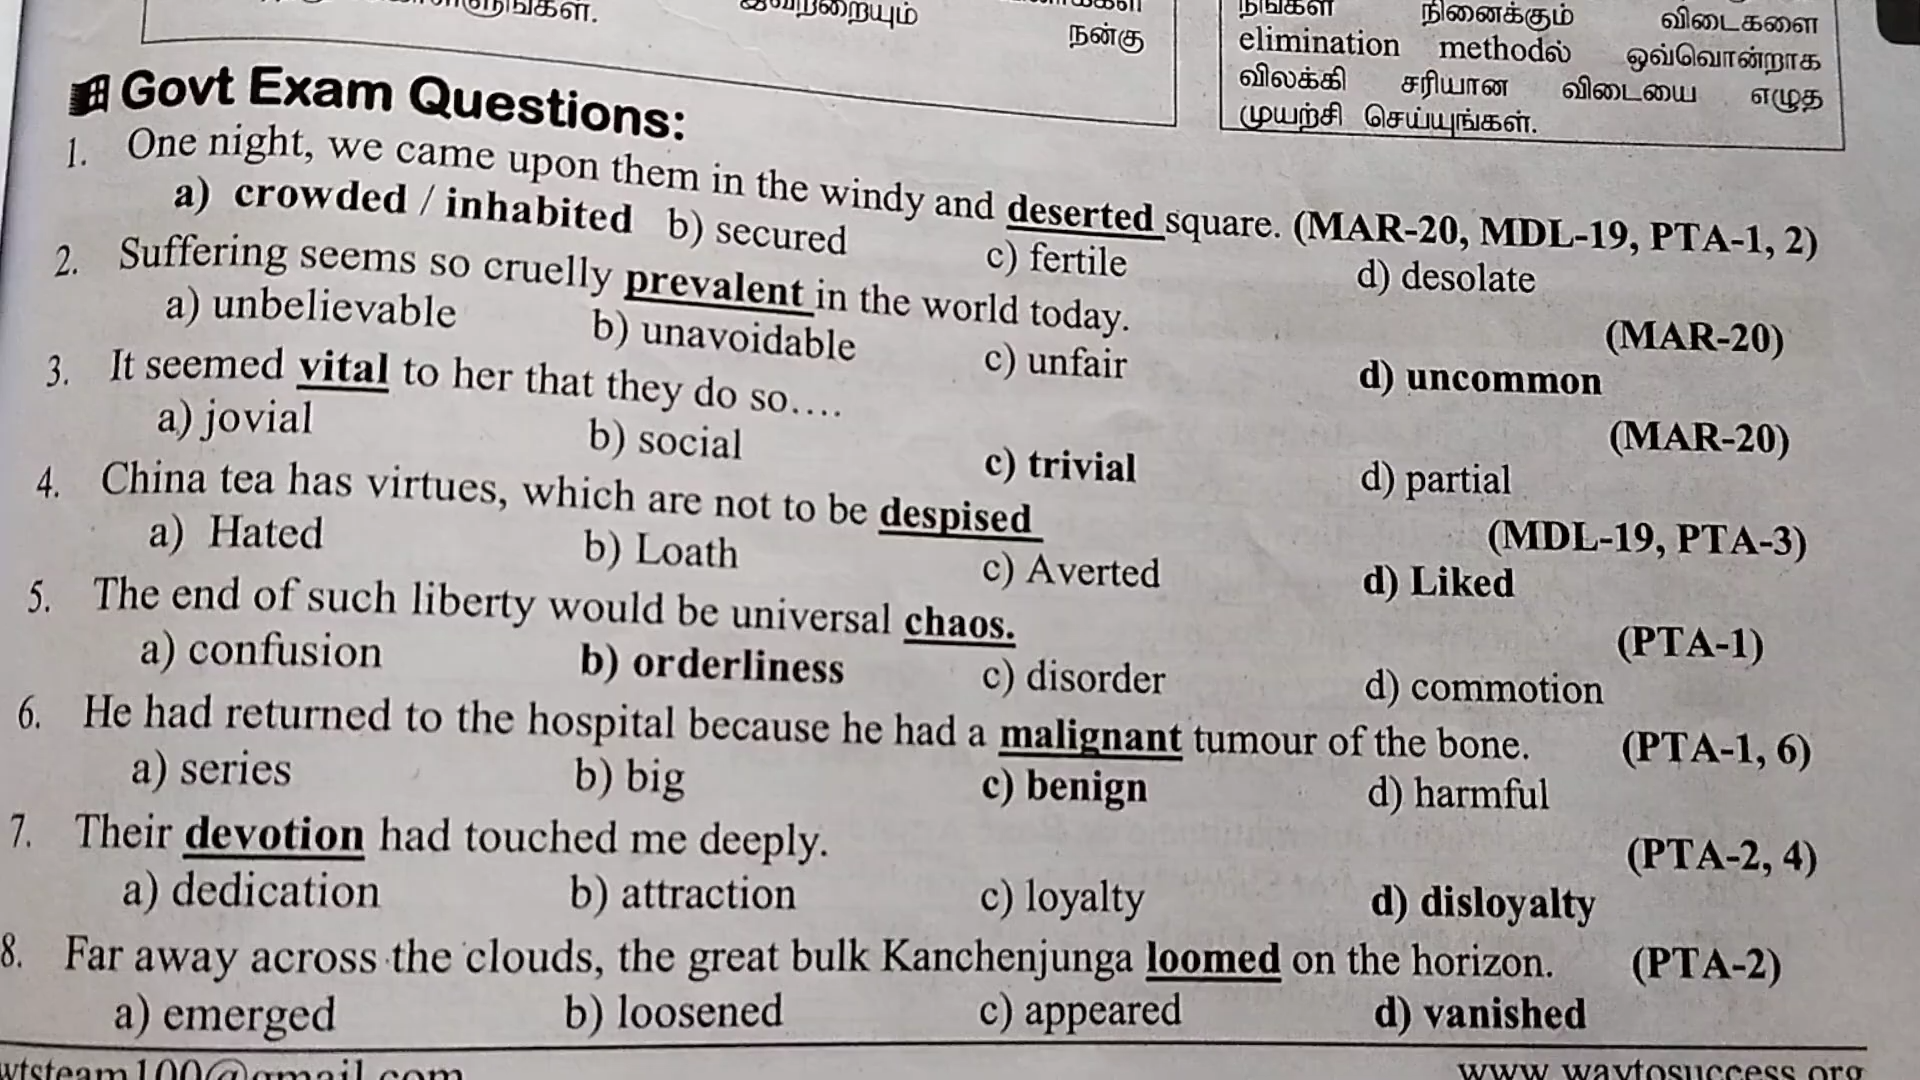 நன்கு
நீங்கள் நினைக்கும் விடைகளை
elimination methodல் ஒவ்வொன்றாக
விலக்கி சரியான விடையை எழுத
முயற்சி செய்யுங்கள்.
Govt Exam Questions:
1. One night, we came upon them in the windy and deserted square. (MAR-20, MDL-19, PTA-1, 2)
a) crowded / inhabited b) secured c) fertile d) desolate
2. Suffering seems so cruelly prevalent in the world today. (MAR-20)
a) unbelievable b) unavoidable c) unfair d) uncommon
3. It seemed vital to her that they do so.... (MAR-20)
a) jovial b) social c) trivial d) partial
4. China tea has virtues, which are not to be despised (MDL-19, PTA-3)
a) Hated b) Loath c) Averted d) Liked
5. The end of such liberty would be universal chaos. (PTA-1)
a) confusion b) orderliness c) disorder d) commotion
6. He had returned to the hospital because he had a malignant tumour of the bone. (PTA-1, 6)
a) series b) big c) benign d) harmful
7. Their devotion had touched me deeply. (PTA-2, 4)
a) dedication b) attraction c) loyalty d) disloyalty
8. Far away across the clouds, the great bulk Kanchenjunga loomed on the horizon. (PTA-2)
a) emerged b) loosened c) appeared d) vanished
wtsteam100@gmail.com www.waytosuccess.org